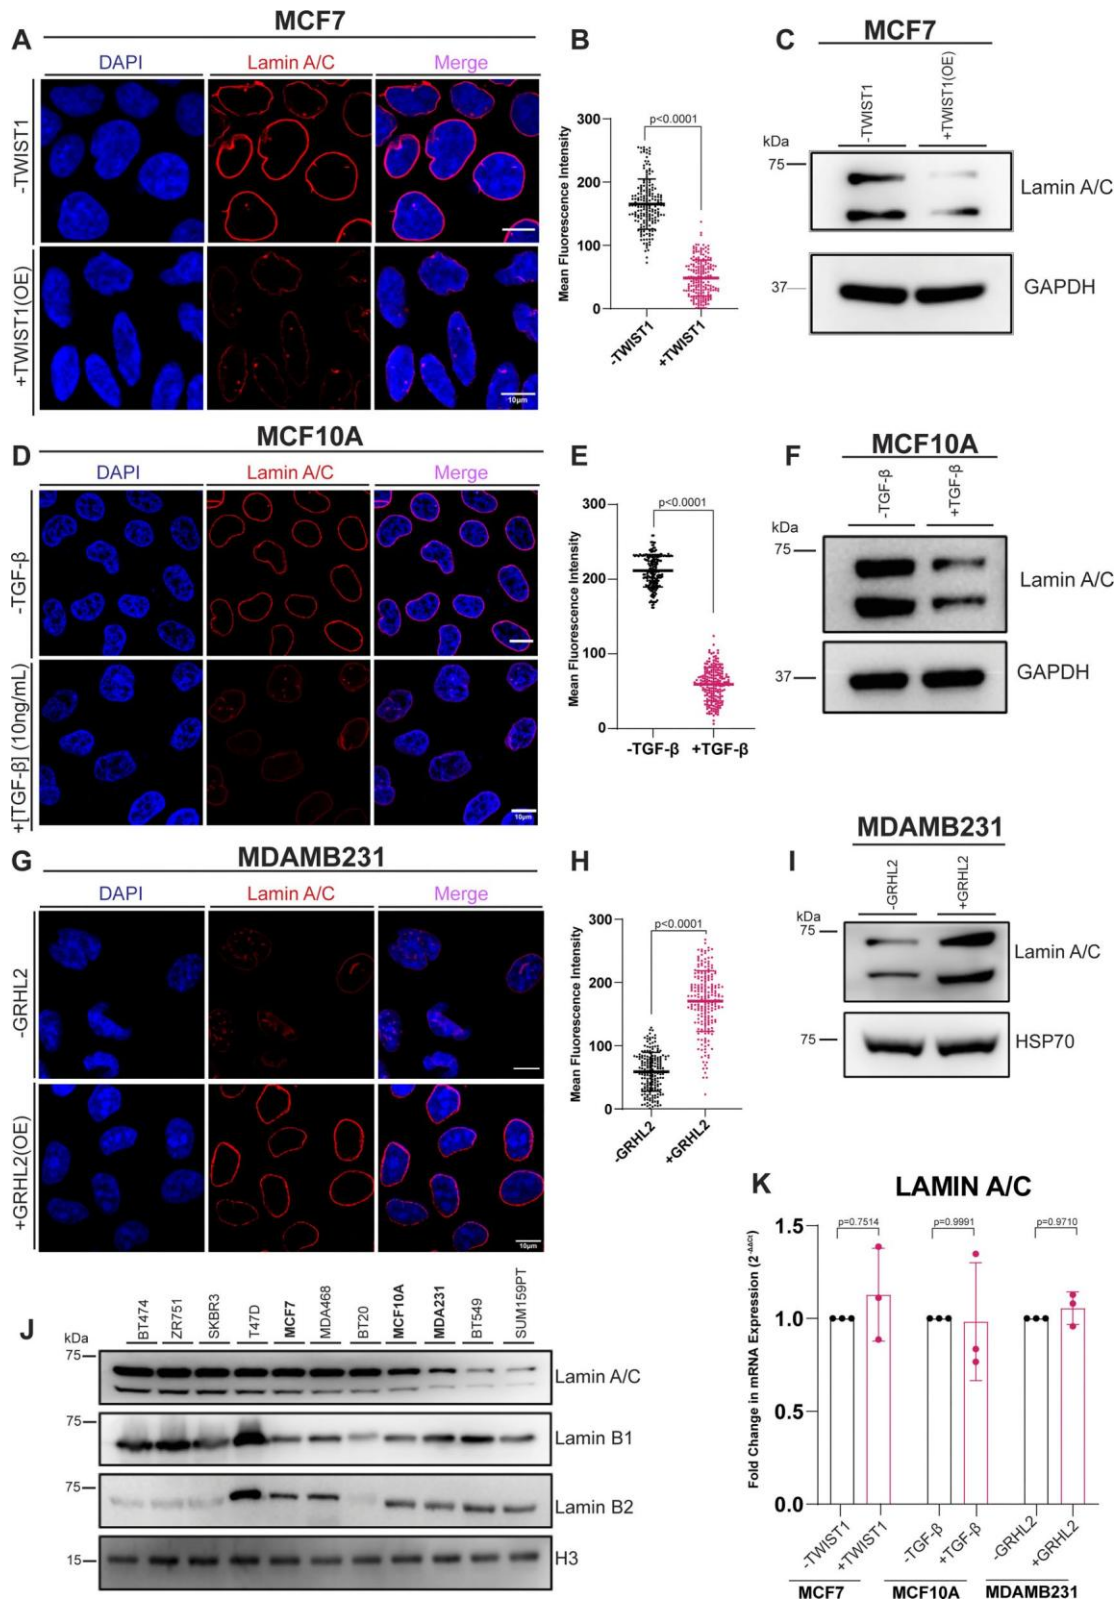 MCF7
A
DAPI
Lamin A/C
Merge
-TWIST1
+TWIST1(OE)
10µm
B
Mean Fluorescence Intensity
300
200
100
0
p<0.0001
-TWIST1
+TWIST1
C
MCF7
-TWIST1
+TWIST1(OE)
kDa
75
Lamin A/C
37
GAPDH
MCF10A
D
DAPI
Lamin A/C
Merge
-TGF-β
+[TGF-β] (10ng/mL)
10µm
E
Mean Fluorescence Intensity
300
200
100
0
p<0.0001
-TGF-β
+TGF-β
F
MCF10A
-TGF-β
+TGF-β
kDa
75
Lamin A/C
37
GAPDH
G
MDAMB231
DAPI
Lamin A/C
Merge
-GRHL2
+GRHL2(OE)
10µm
H
Mean Fluorescence Intensity
300
200
100
0
p<0.0001
-GRHL2
+GRHL2
I
MDAMB231
-GRHL2
+GRHL2
kDa
75
Lamin A/C
75
HSP70
J
BT474
ZR751
SKBR3
T47D
MCF7
MDA468
BT20
MCF10A
MDA231
BT549
SUM159PT
kDa
75
Lamin A/C
75
Lamin B1
75
Lamin B2
15
H3
K
LAMIN A/C
Fold Change in mRNA Expression (2^-ΔΔCt)
1.5
1.0
0.5
0.0
p=0.7514
p=0.9991
p=0.9710
-TWIST1
+TWIST1
-TGF-β
+TGF-β
-GRHL2
+GRHL2
MCF7
MCF10A
MDAMB231